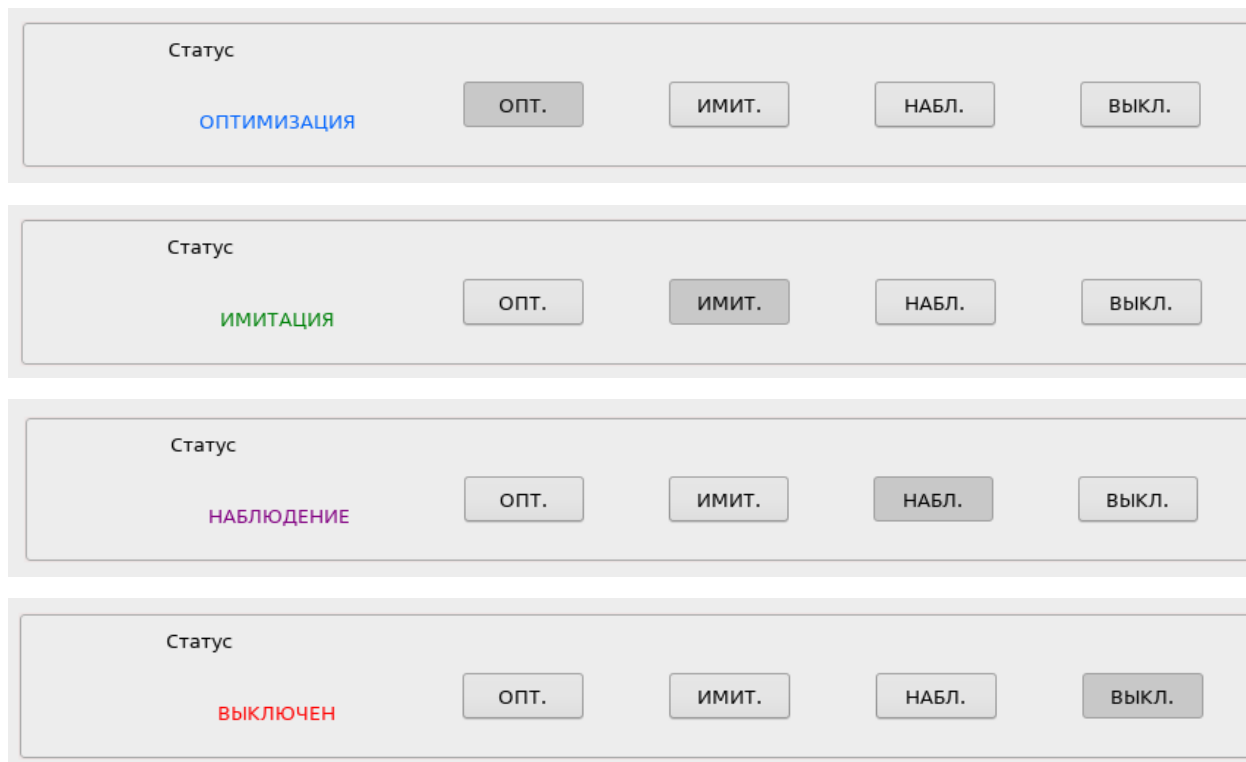 Статус
ОПТИМИЗАЦИЯ ОПТ. ИМИТ. НАБЛ. ВЫКЛ.
Статус
ИМИТАЦИЯ ОПТ. ИМИТ. НАБЛ. ВЫКЛ.
Статус
НАБЛЮДЕНИЕ ОПТ. ИМИТ. НАБЛ. ВЫКЛ.
Статус
ВЫКЛЮЧЕН ОПТ. ИМИТ. НАБЛ. ВЫКЛ.